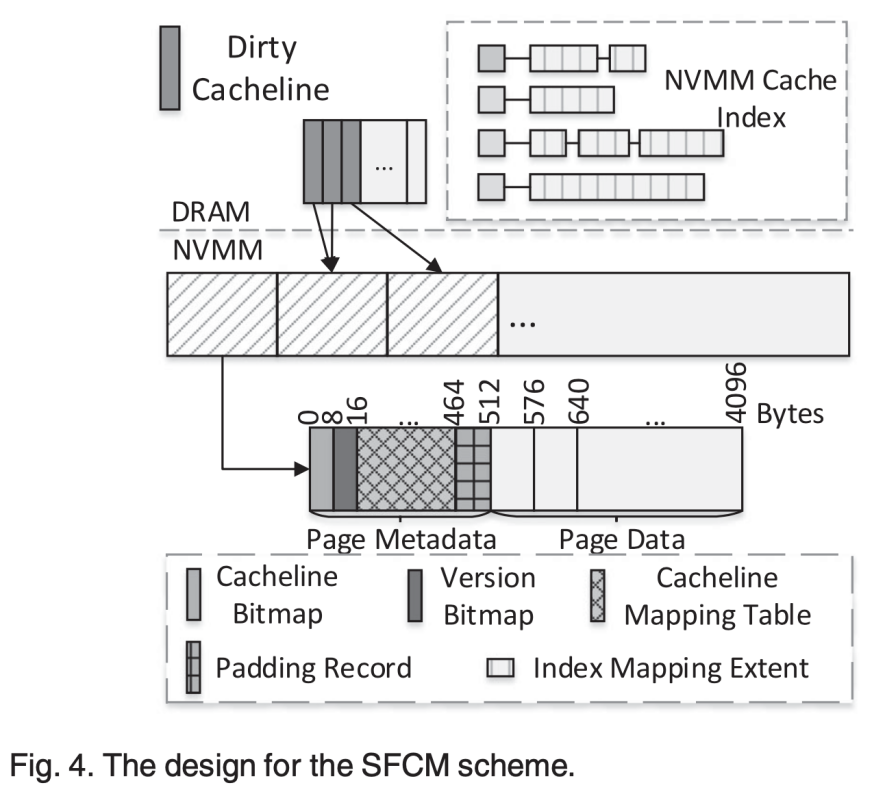 Dirty
Cacheline
NVMM Cache
Index
...
DRAM
NVMM
...
0 8 16 ... 464 512 576 640 ... 4096 Bytes
Page Metadata Page Data
Cacheline Bitmap
Version Bitmap
Cacheline Mapping Table
Padding Record
Index Mapping Extent
Fig. 4. The design for the SFCM scheme.